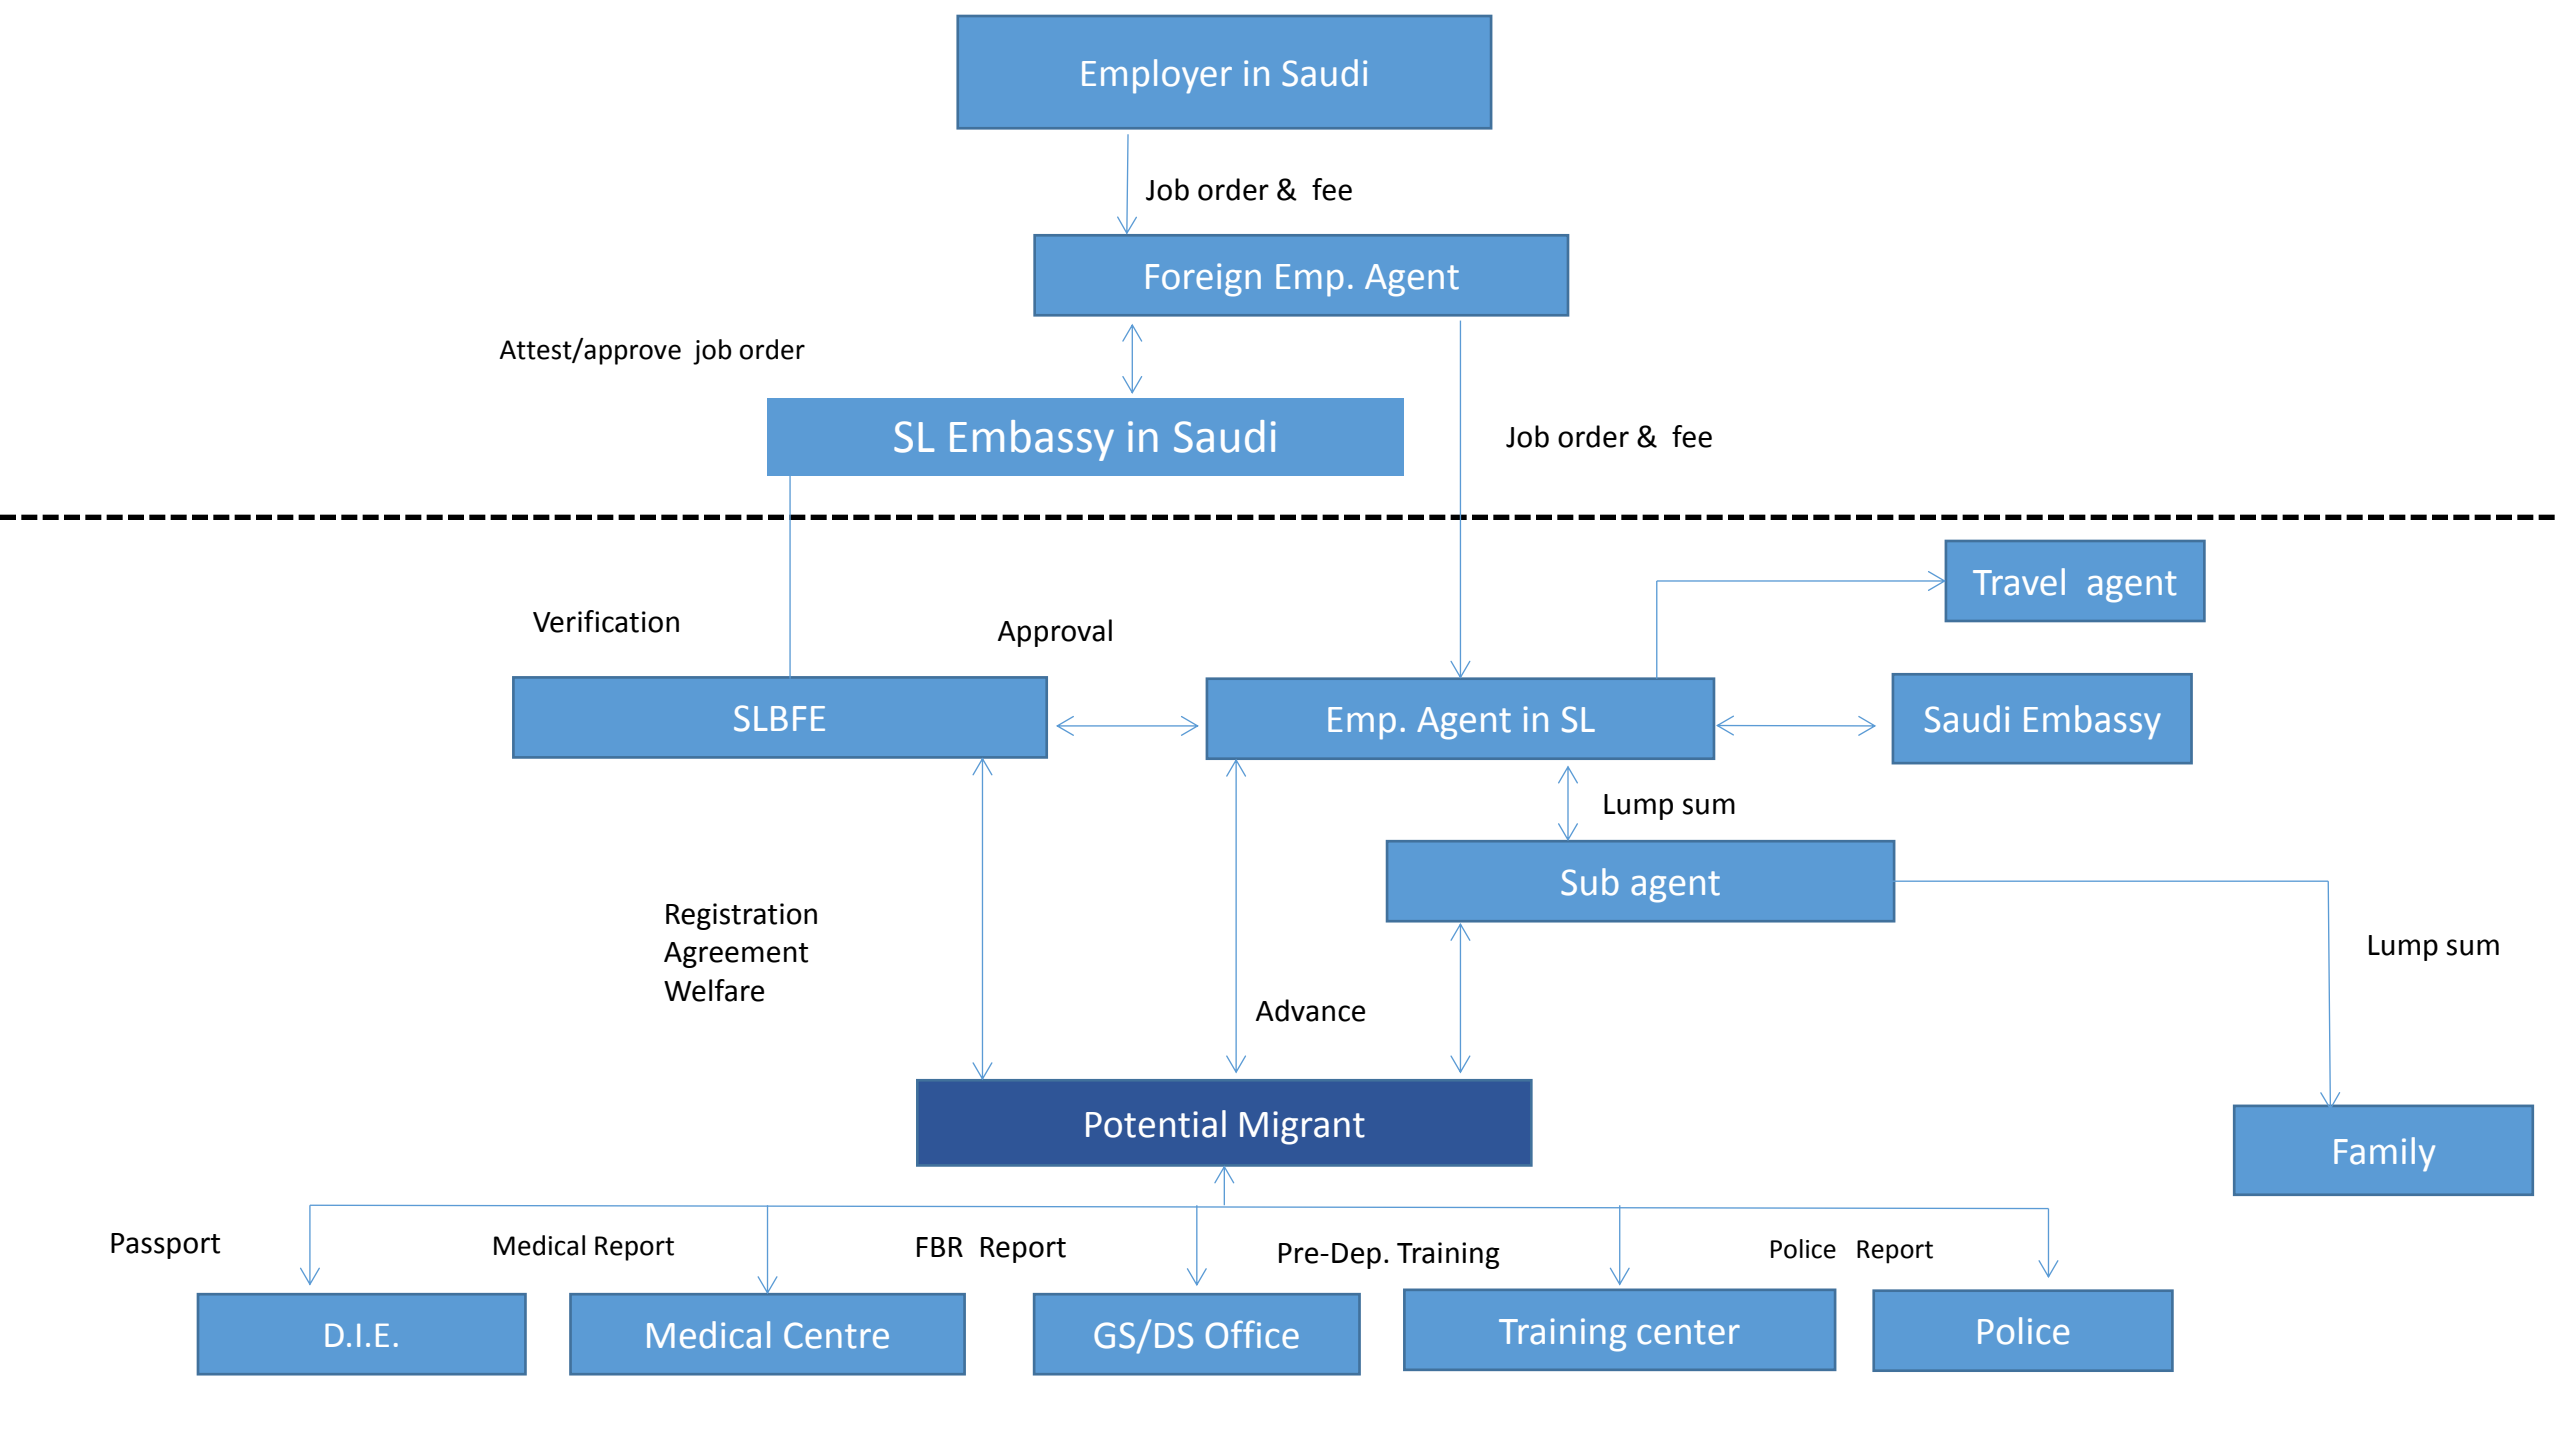 Employer in Saudi
Job order & fee
Foreign Emp. Agent
Attest/approve job order
SL Embassy in Saudi
Job order & fee
Travel agent
Verification
Approval
SLBFE
Emp. Agent in SL
Saudi Embassy
Lump sum
Sub agent
Registration
Agreement
Welfare
Lump sum
Advance
Potential Migrant
Family
Passport
Medical Report
FBR Report
Pre-Dep. Training
Police Report
D.I.E.
Medical Centre
GS/DS Office
Training center
Police